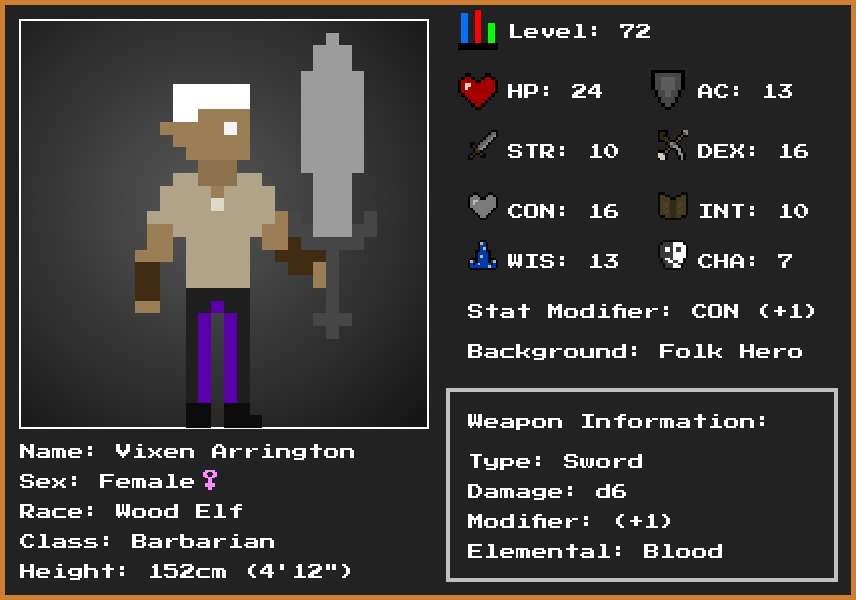 Level: 72
HP: 24 AC: 13
STR: 10 DEX: 16
CON: 16 INT: 10
WIS: 13 CHA: 7
Stat Modifier: CON (+1)
Background: Folk Hero
Weapon Information:
Type: Sword
Damage: d6
Modifier: (+1)
Elemental: Blood
Name: Vixen Arrington
Sex: Female♀
Race: Wood Elf
Class: Barbarian
Height: 152cm (4'12")